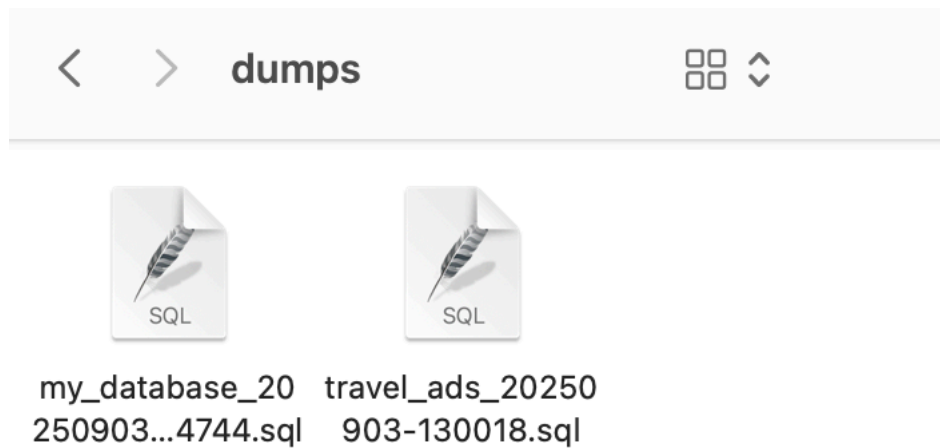 dumps
SQL
SQL
my_database_20
250903...4744.sql
travel_ads_20250
903-130018.sql